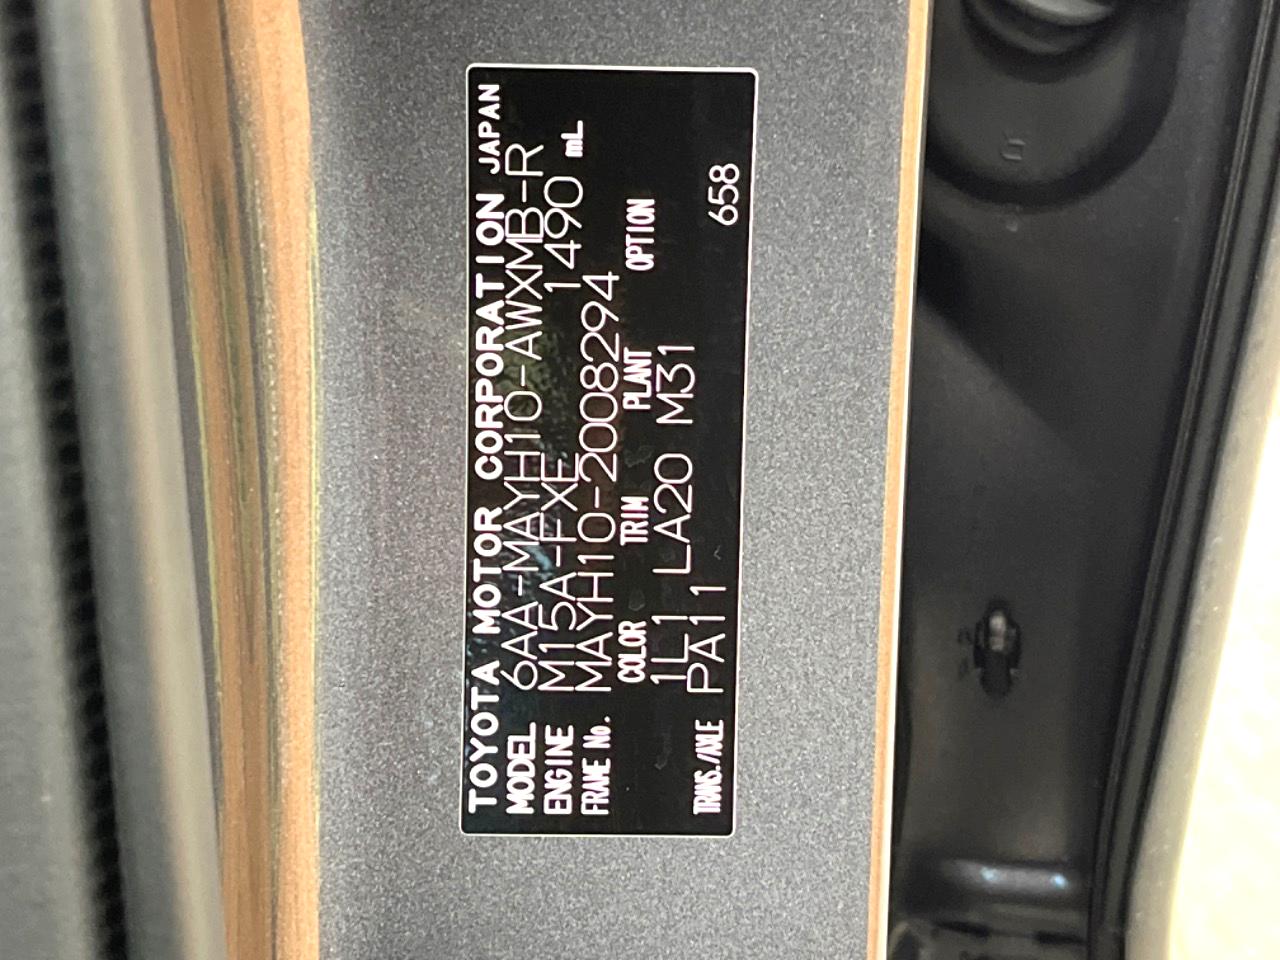 TOYOTA MOTOR CORPORATION JAPAN
MODEL 6AA-MAYH10-AWXMB-R
ENGINE M15A-FXE 1490 mL
FRAME No. MAYH10-2008294
COLOR TRIM PLANT OPTION
1L1 LA20 M31
TRANS./AXLE PA11 658